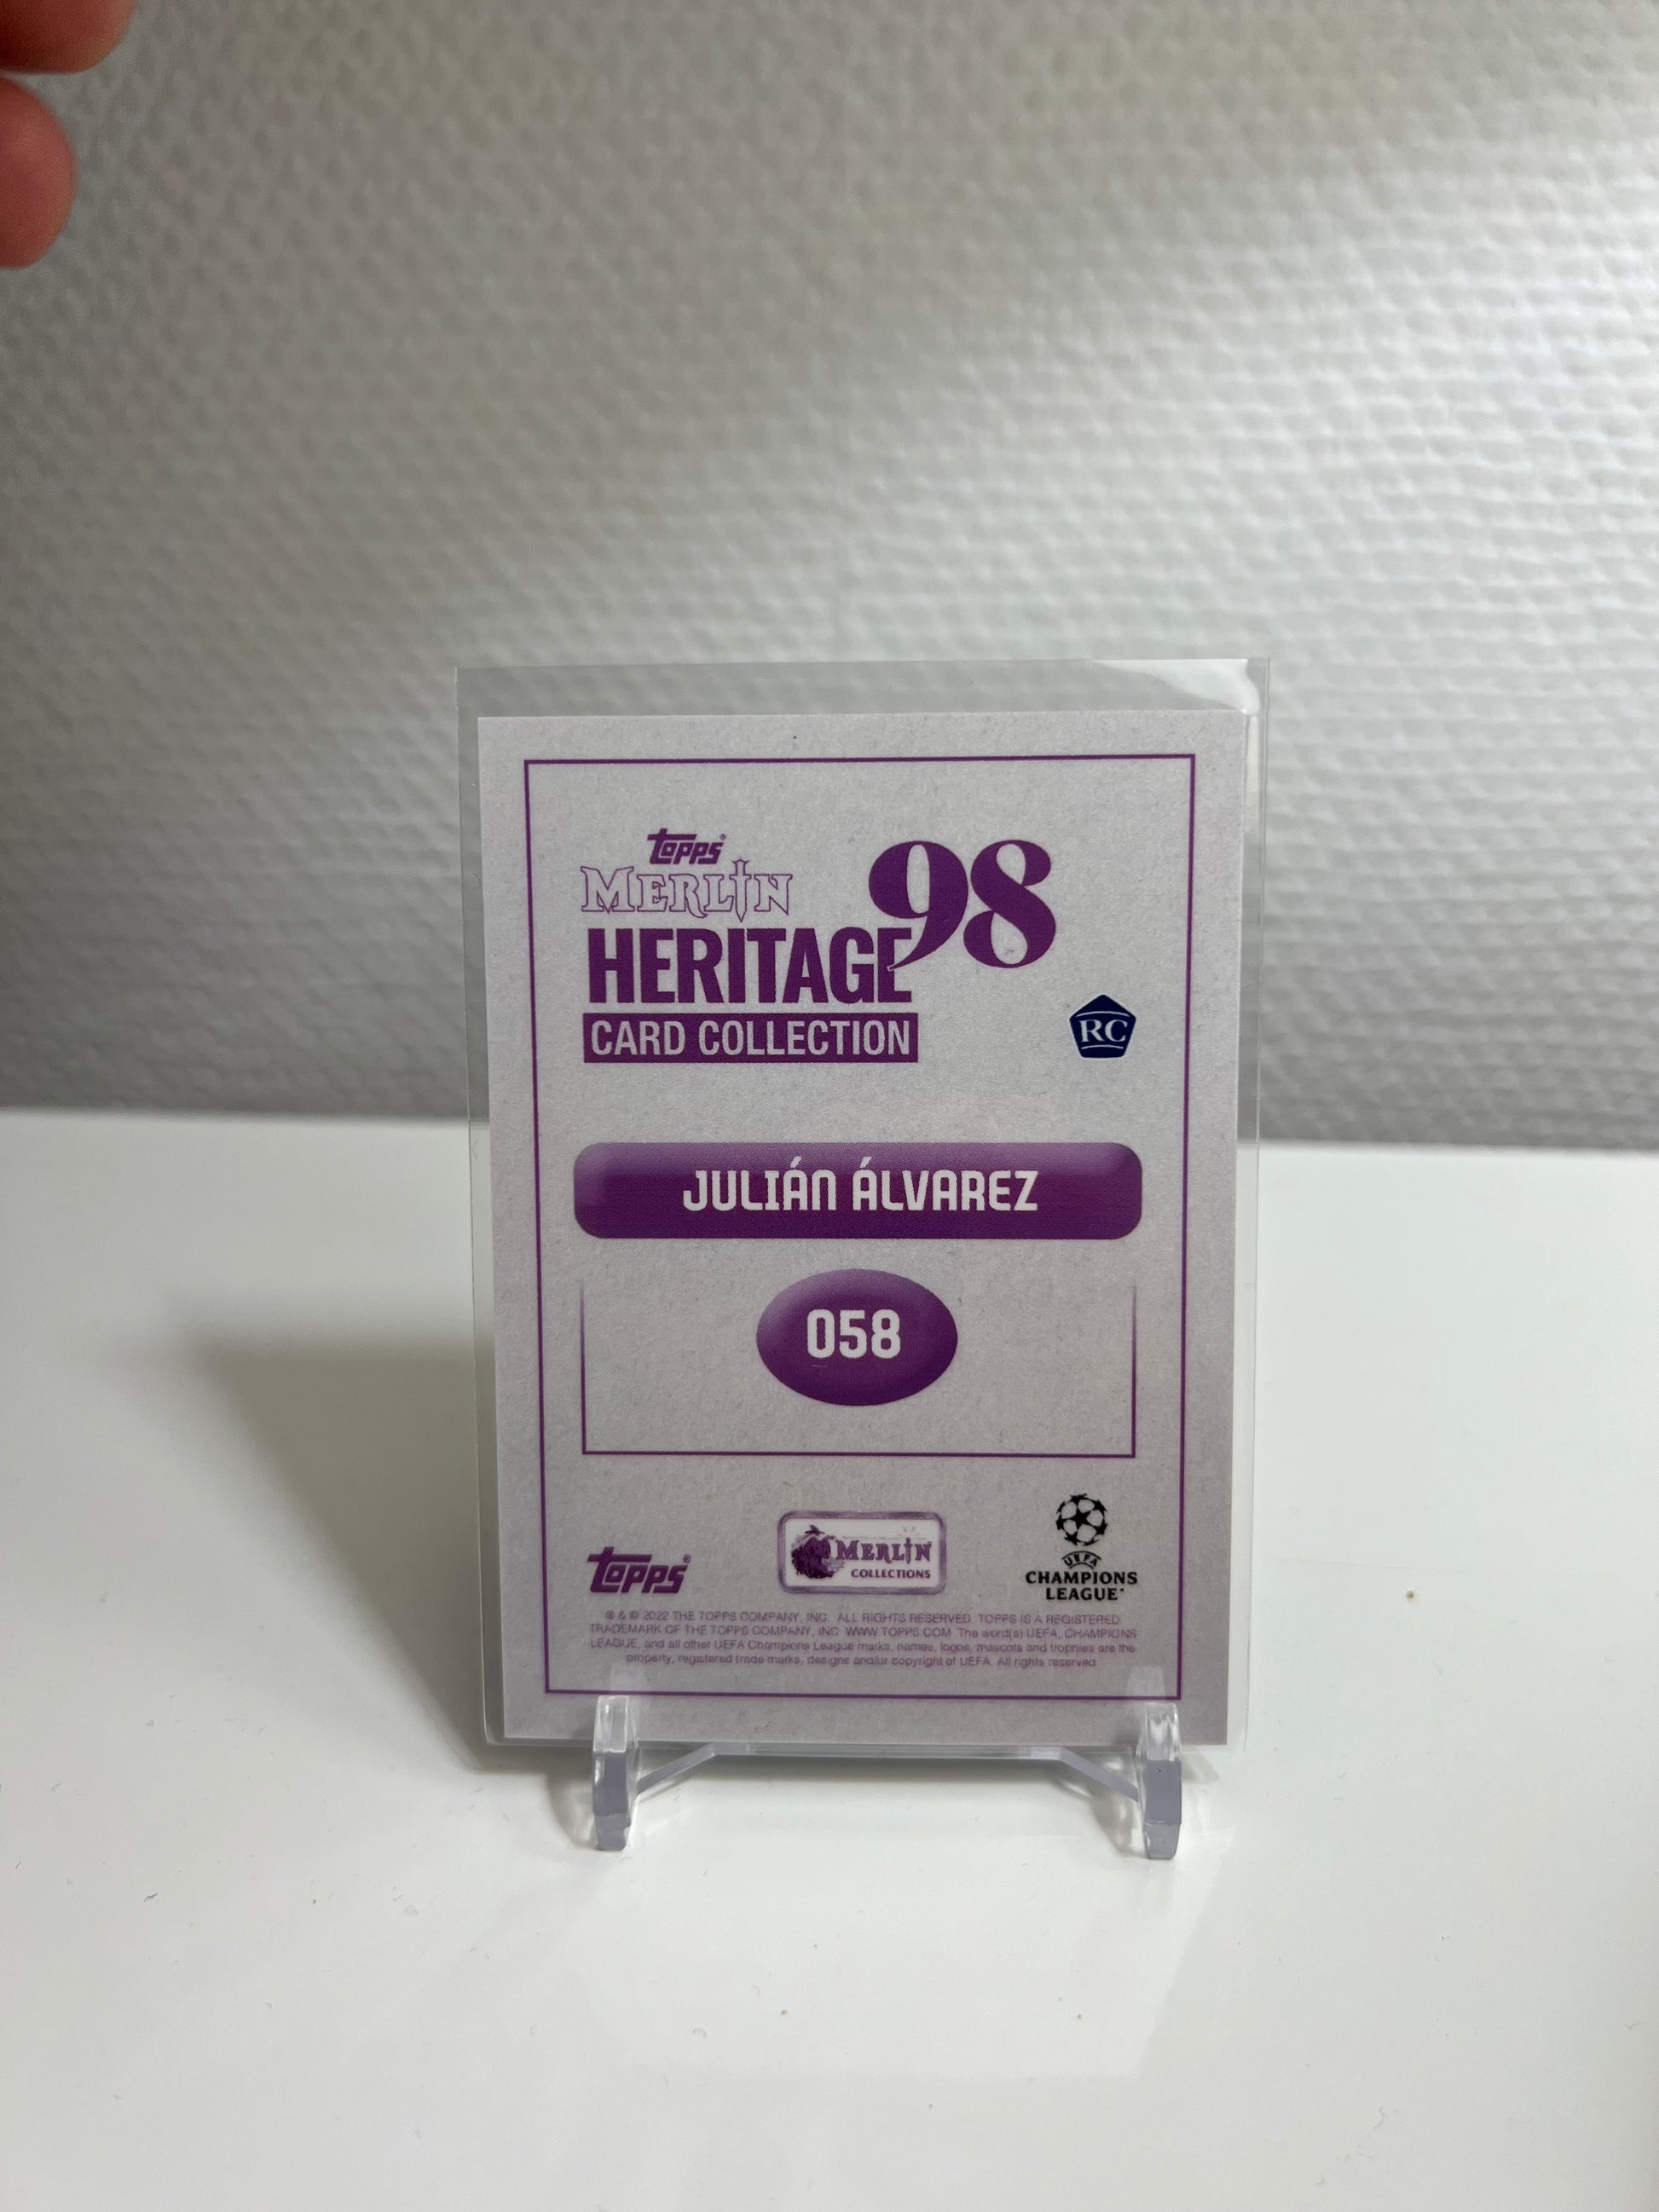 topps®
MERLIN
98
HERITAGE
CARD COLLECTION
RC
JULIÁN ÁLVAREZ
058
topps®
MERLIN
COLLECTIONS
UEFA
CHAMPIONS
LEAGUE
® & © 2022 THE TOPPS COMPANY, INC. ALL RIGHTS RESERVED. TOPPS IS A REGISTERED
TRADEMARK OF THE TOPPS COMPANY, INC. WWW.TOPPS.COM The word(s) UEFA, CHAMPIONS
LEAGUE, and all other UEFA Champions League marks, names, logos, mascots and trophies are the
property, registered trade marks, designs and/or copyright of UEFA. All rights reserved.